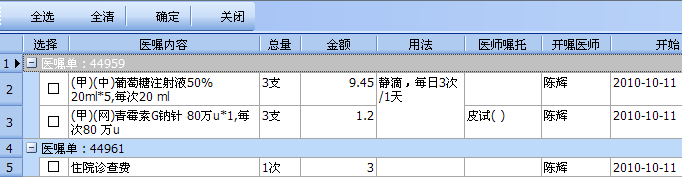 全选 全清 确定 关闭
选择 医嘱内容 总量 金额 用法 医师嘱托 开嘱医师 开始
1 医嘱单：44959
2 (甲)(中)葡萄糖注射液50% 3支 9.45 静滴，每日3次 陈辉 2010-10-11
20ml*5,每次20 ml /1天
3 (甲)(网)青霉素G钠针 80万u*1,每 3支 1.2 皮试( ) 陈辉 2010-10-11
次80 万u
4 医嘱单：44961
5 住院诊查费 1次 3 陈辉 2010-10-11